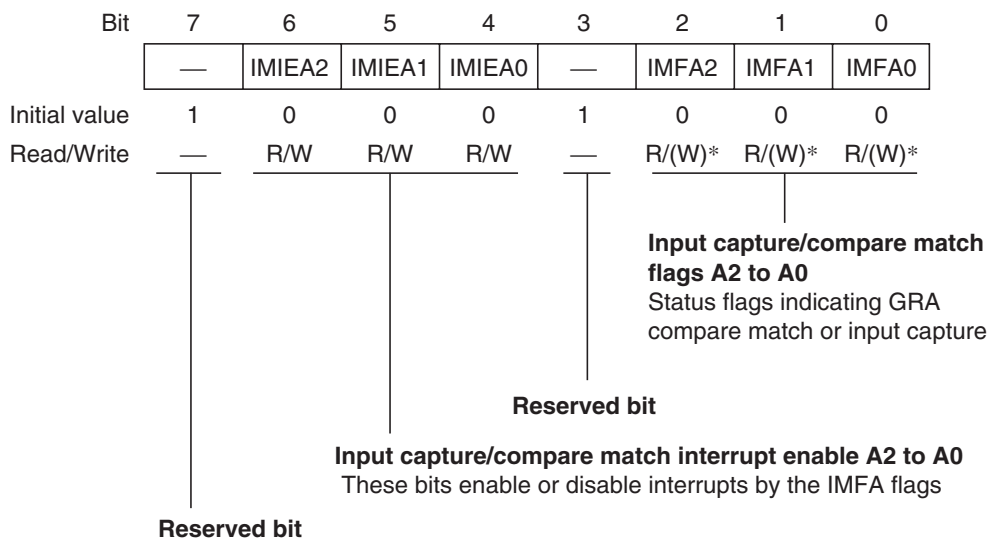 Bit 7 6 5 4 3 2 1 0
— IMIEA2 IMIEA1 IMIEA0 — IMFA2 IMFA1 IMFA0
Initial value 1 0 0 0 1 0 0 0
Read/Write — R/W R/W R/W — R/(W)* R/(W)* R/(W)*
Input capture/compare match
flags A2 to A0
Status flags indicating GRA
compare match or input capture
Reserved bit
Input capture/compare match interrupt enable A2 to A0
These bits enable or disable interrupts by the IMFA flags
Reserved bit